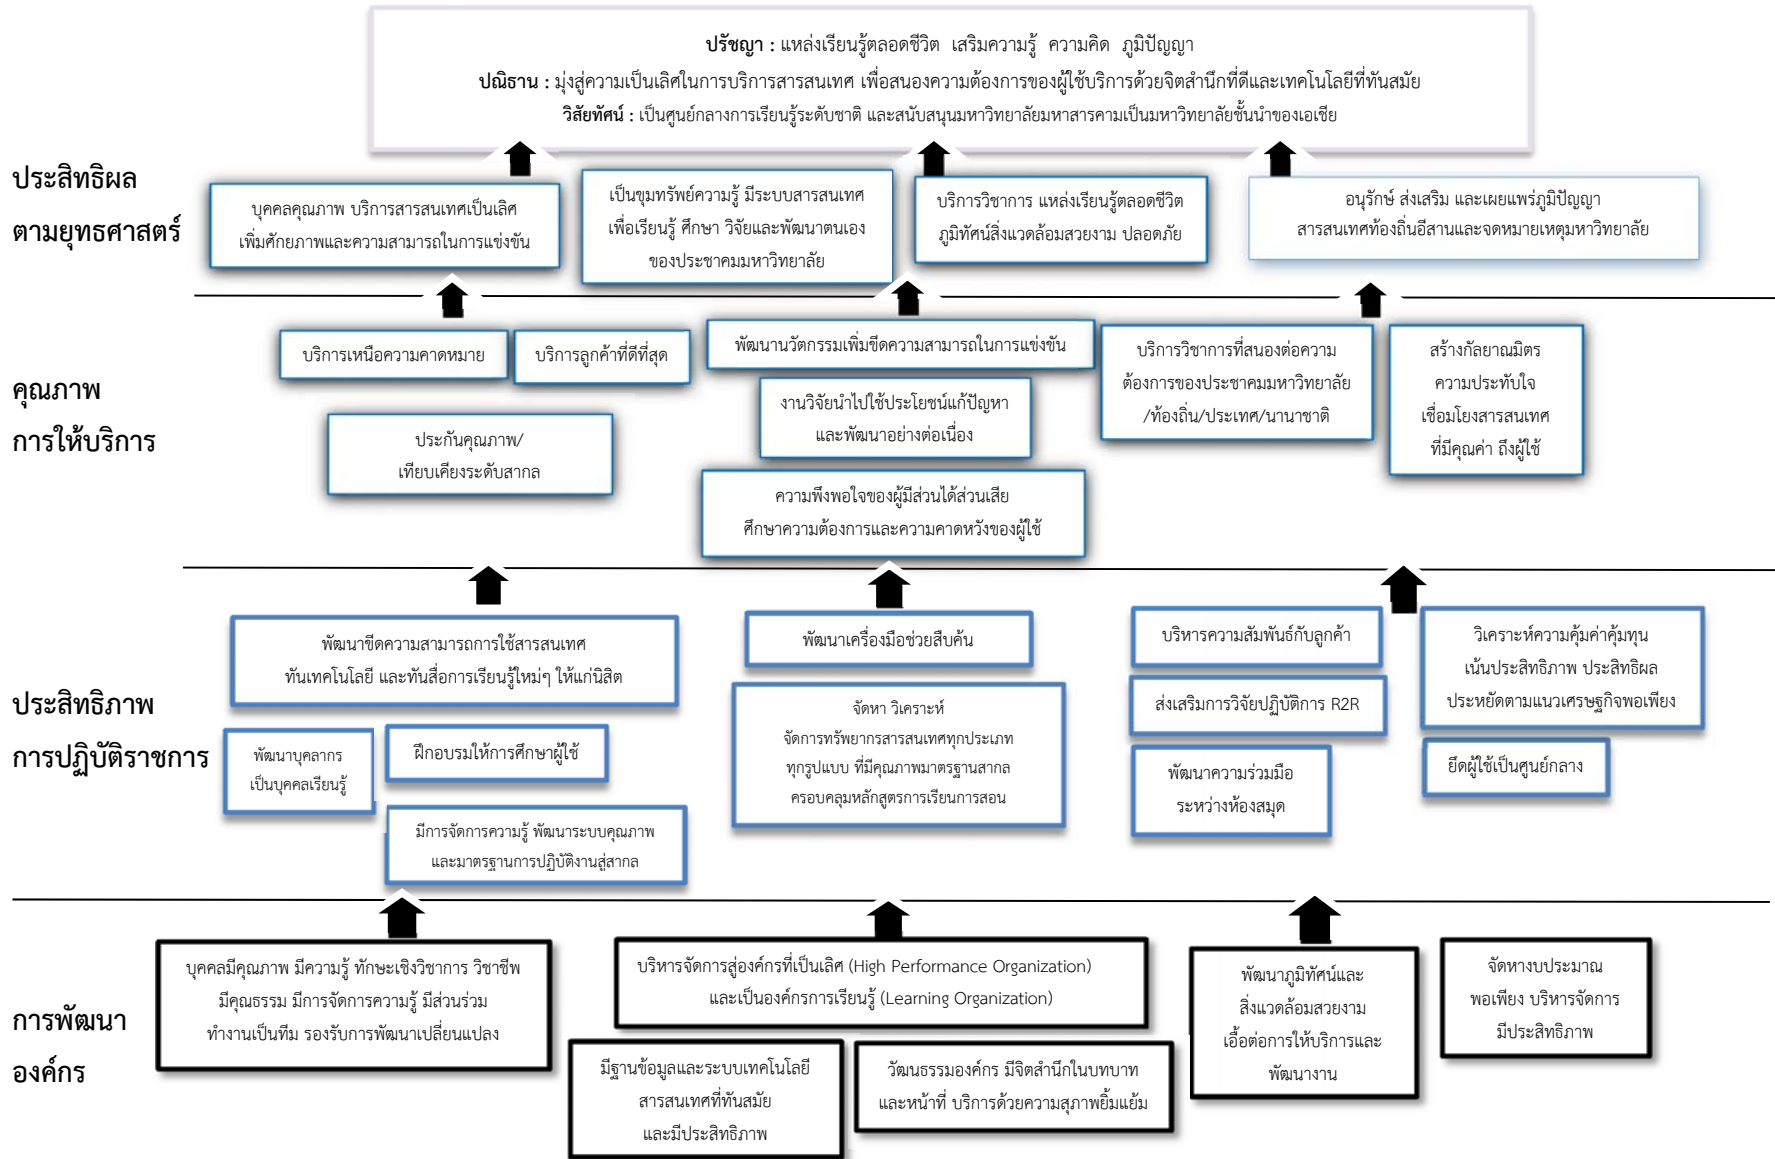 ปรัชญา : แหล่งเรียนรู้ตลอดชีวิต เสริมความรู้ ความคิด ภูมิปัญญา
ปณิธาน : มุ่งสู่ความเป็นเลิศในการบริการสารสนเทศ เพื่อสนองความต้องการของผู้ใช้บริการด้วยจิตสำนึกที่ดีและเทคโนโลยีที่ทันสมัย
วิสัยทัศน์ : เป็นศูนย์กลางการเรียนรู้ระดับชาติ และสนับสนุนมหาวิทยาลัยมหาสารคามเป็นมหาวิทยาลัยชั้นนำของเอเชีย
ประสิทธิผล
ตามยุทธศาสตร์
บุคคลคุณภาพ บริการสารสนเทศเป็นเลิศ
เพิ่มศักยภาพและความสามารถในการแข่งขัน
เป็นขุมทรัพย์ความรู้ มีระบบสารสนเทศ
เพื่อเรียนรู้ ศึกษา วิจัยและพัฒนาตนเอง
ของประชาคมมหาวิทยาลัย
บริการวิชาการ แหล่งเรียนรู้ตลอดชีวิต
ภูมิทัศน์สิ่งแวดล้อมสวยงาม ปลอดภัย
อนุรักษ์ ส่งเสริม และเผยแพร่ภูมิปัญญา
สารสนเทศท้องถิ่นอีสานและจดหมายเหตุมหาวิทยาลัย
คุณภาพ
การให้บริการ
บริการเหนือความคาดหมาย
บริการลูกค้าที่ดีที่สุด
ประกันคุณภาพ/
เทียบเคียงระดับสากล
พัฒนานวัตกรรมเพิ่มขีดความสามารถในการแข่งขัน
งานวิจัยนำไปใช้ประโยชน์แก้ปัญหา
และพัฒนาอย่างต่อเนื่อง
ความพึงพอใจของผู้มีส่วนได้ส่วนเสีย
ศึกษาความต้องการและความคาดหวังของผู้ใช้
บริการวิชาการที่สนองต่อความ
ต้องการของประชาคมมหาวิทยาลัย
/ท้องถิ่น/ประเทศ/นานาชาติ
สร้างกัลยาณมิตร
ความประทับใจ
เชื่อมโยงสารสนเทศ
ที่มีคุณค่า ถึงผู้ใช้
ประสิทธิภาพ
การปฏิบัติราชการ
พัฒนาขีดความสามารถการใช้สารสนเทศ
ทันเทคโนโลยี และทันสื่อการเรียนรู้ใหม่ๆ ให้แก่นิสิต
พัฒนาบุคลากร
เป็นบุคคลเรียนรู้
ฝึกอบรมให้การศึกษาผู้ใช้
มีการจัดการความรู้ พัฒนาระบบคุณภาพ
และมาตรฐานการปฏิบัติงานสู่สากล
พัฒนาเครื่องมือช่วยสืบค้น
จัดหา วิเคราะห์
จัดการทรัพยากรสารสนเทศทุกประเภท
ทุกรูปแบบ ที่มีคุณภาพมาตรฐานสากล
ครอบคลุมหลักสูตรการเรียนการสอน
บริหารความสัมพันธ์กับลูกค้า
ส่งเสริมการวิจัยปฏิบัติการ R2R
พัฒนาความร่วมมือ
ระหว่างห้องสมุด
วิเคราะห์ความคุ้มค่าคุ้มทุน
เน้นประสิทธิภาพ ประสิทธิผล
ประหยัดตามแนวเศรษฐกิจพอเพียง
ยึดผู้ใช้เป็นศูนย์กลาง
การพัฒนา
องค์กร
บุคคลมีคุณภาพ มีความรู้ ทักษะเชิงวิชาการ วิชาชีพ
มีคุณธรรม มีการจัดการความรู้ มีส่วนร่วม
ทำงานเป็นทีม รองรับการพัฒนาเปลี่ยนแปลง
บริหารจัดการสู่องค์กรที่เป็นเลิศ (High Performance Organization)
และเป็นองค์กรการเรียนรู้ (Learning Organization)
มีฐานข้อมูลและระบบเทคโนโลยี
สารสนเทศที่ทันสมัย
และมีประสิทธิภาพ
วัฒนธรรมองค์กร มีจิตสำนึกในบทบาท
และหน้าที่ บริการด้วยความสุภาพยิ้มแย้ม
พัฒนาภูมิทัศน์และ
สิ่งแวดล้อมสวยงาม
เอื้อต่อการให้บริการและ
พัฒนางาน
จัดหางบประมาณ
พอเพียง บริหารจัดการ
มีประสิทธิภาพ